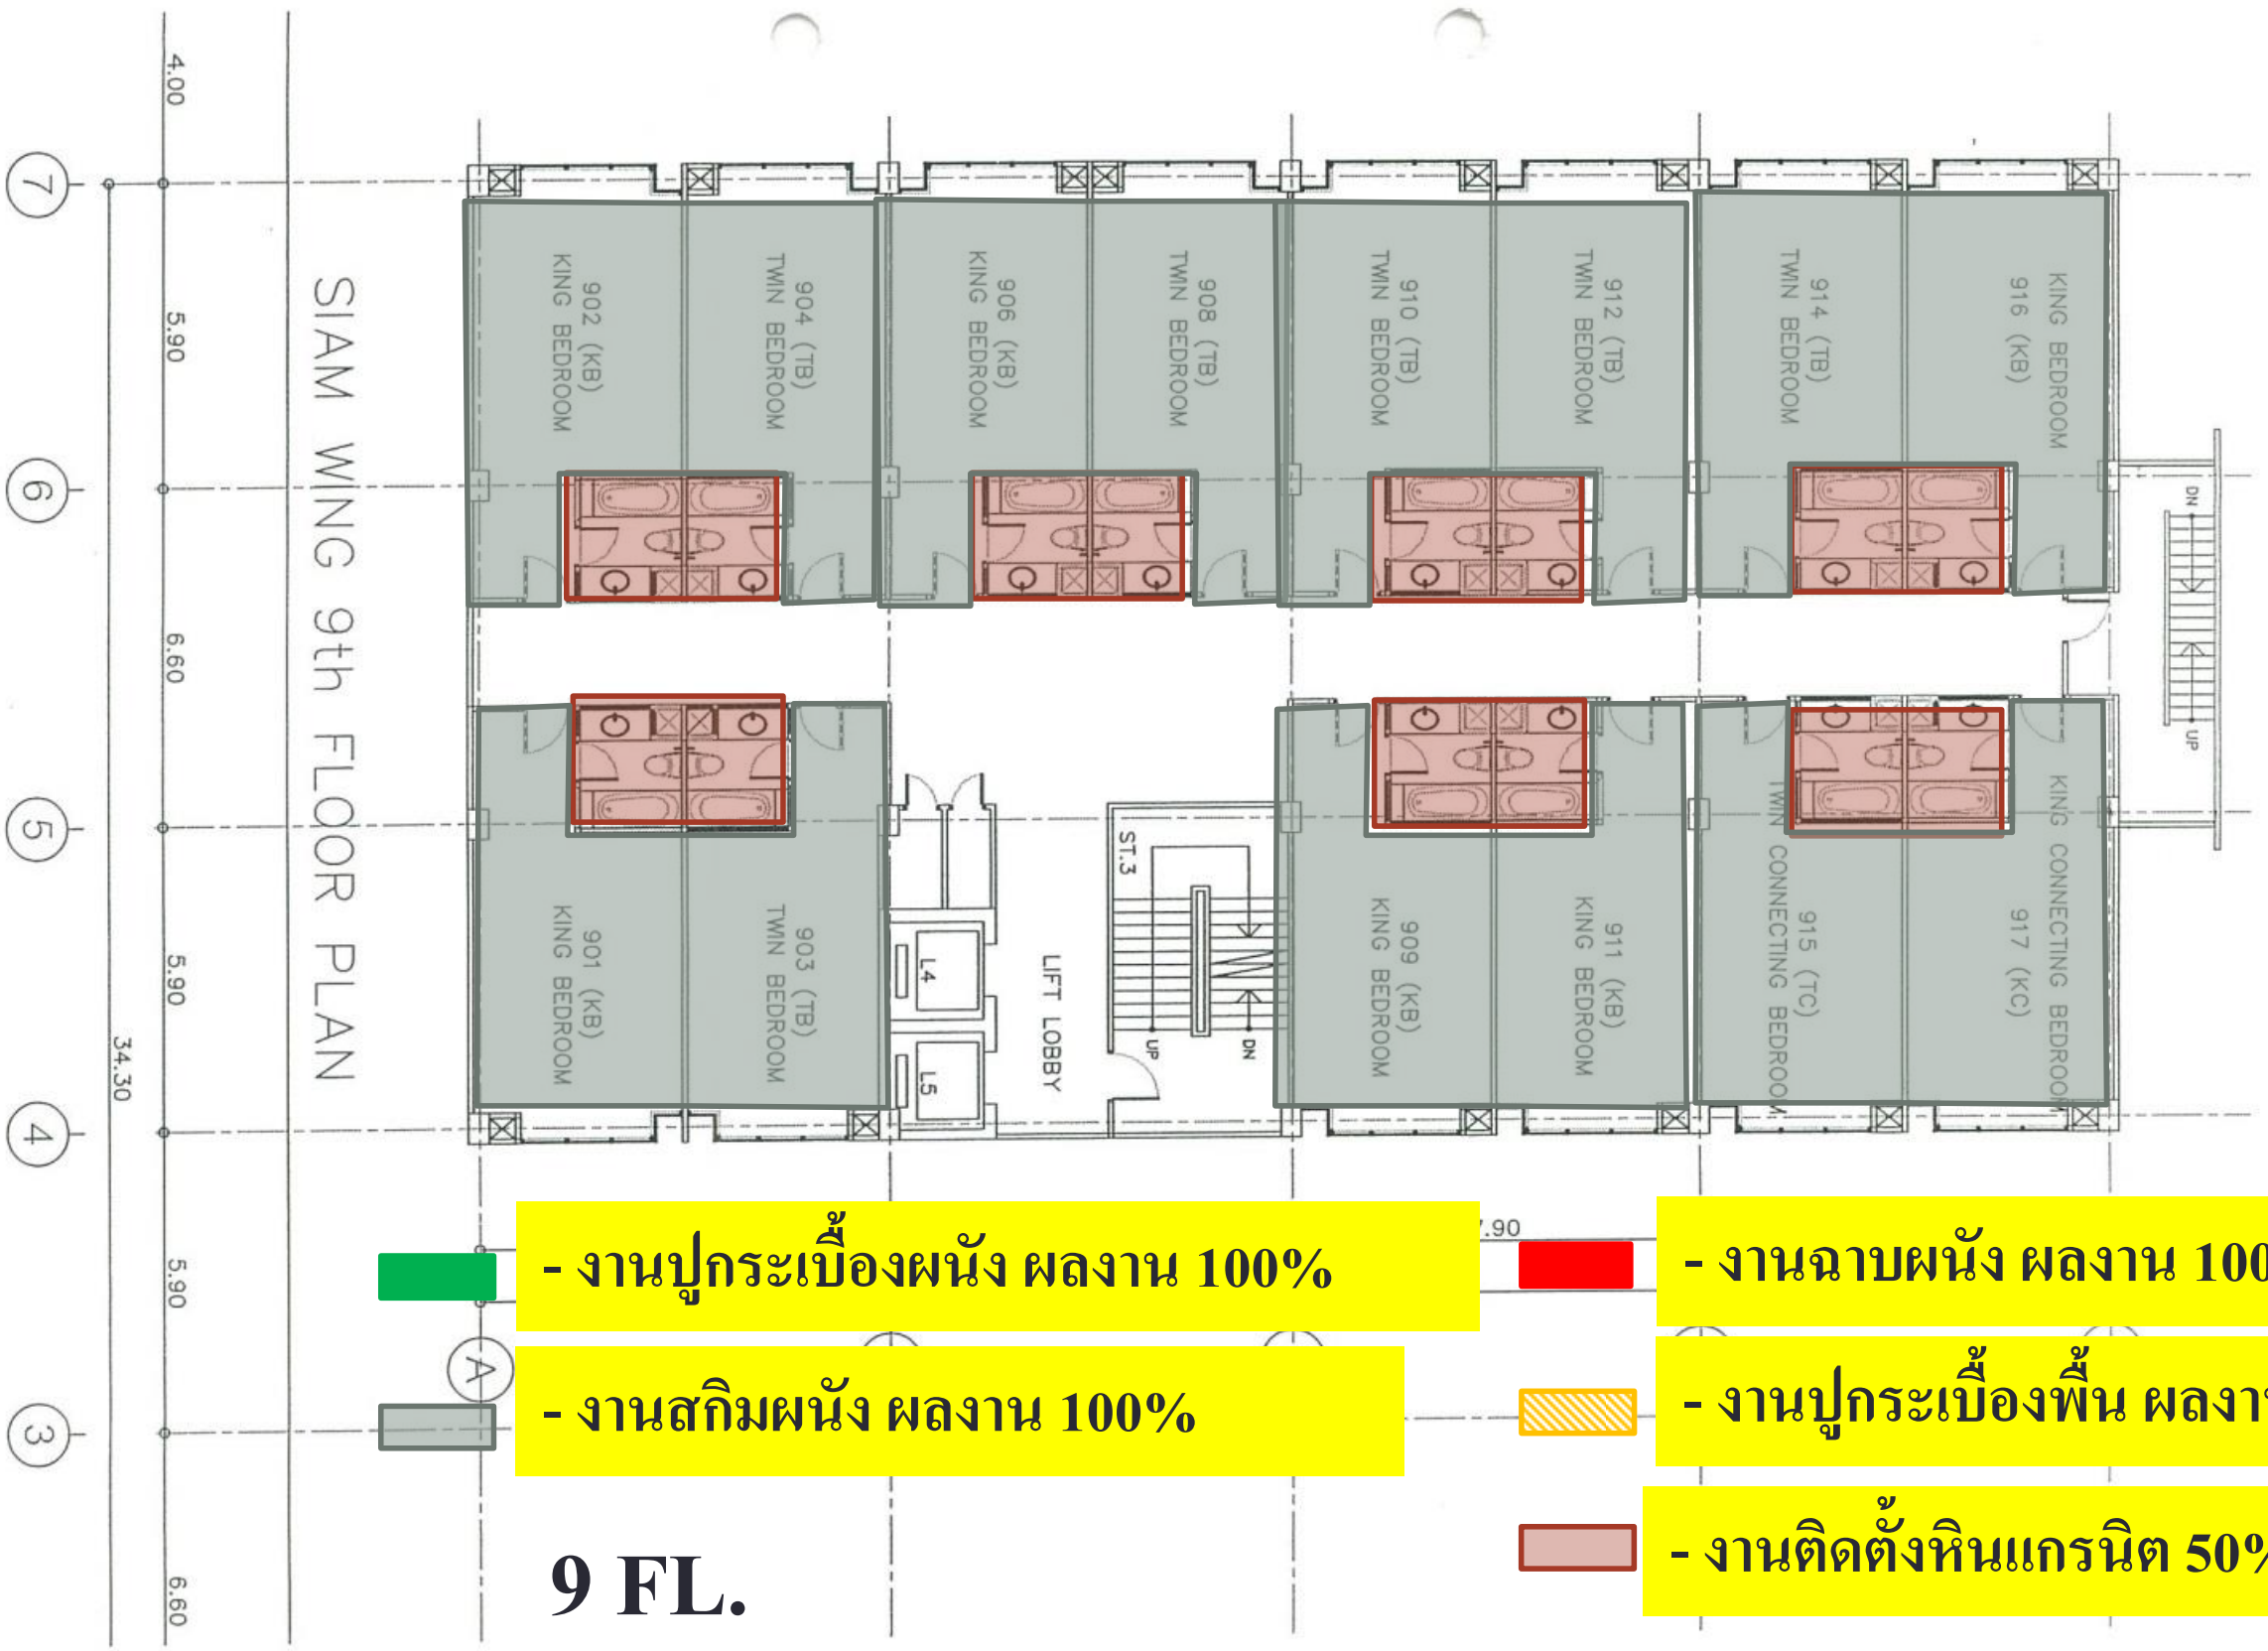 4.00
7
5.90
6
6.60
5
5.90
34.30
4
5.90
3
6.60
SIAM WING 9th FLOOR PLAN
902 (KB)
KING BEDROOM
904 (TB)
TWIN BEDROOM
906 (KB)
KING BEDROOM
908 (TB)
TWIN BEDROOM
910 (TB)
TWIN BEDROOM
912 (TB)
TWIN BEDROOM
914 (TB)
TWIN BEDROOM
KING BEDROOM
916 (KB)
DN
UP
901 (KB)
KING BEDROOM
903 (TB)
TWIN BEDROOM
L4
L5
LIFT LOBBY
ST.3
UP
DN
909 (KB)
KING BEDROOM
911 (KB)
KING BEDROOM
915 (TC)
TWIN CONNECTING BEDROOM
KING CONNECTING BEDROOM
917 (KC)
- งานปูกระเบื้องผนัง ผลงาน 100%
7.90
- งานฉาบผนัง ผลงาน 100
A
- งานสกิมผนัง ผลงาน 100%
- งานปูกระเบื้องพื้น ผลงาน
- งานติดตั้งหินแกรนิต 50%
9 FL.